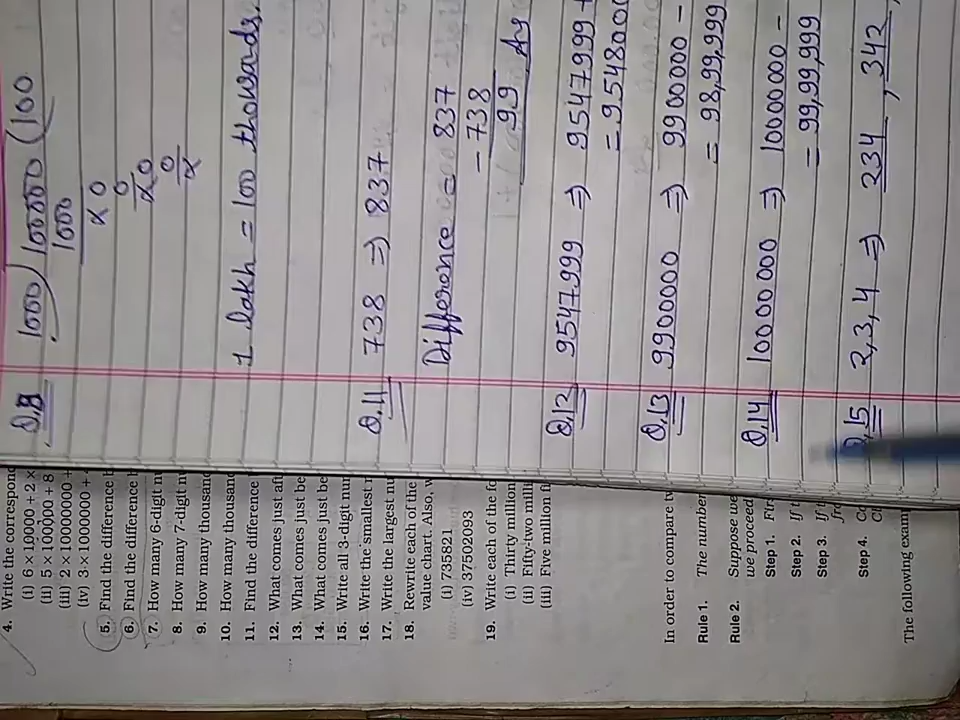 Q.8 1000) 100000 (100
1000
x 0
0
x 0
0
x
1 lakh = 100 thousads.
Q.11 738 ⇒ 837
Difference = 837
- 738
99 Ans
Q.12 9547999 ⇒ 9547999 +
= 9548000
Q.13 9900000 ⇒ 9900000 -
= 98,99,999
Q.14 10000000 ⇒ 10000000 -
= 99,99,999
Q.15 2,3,4 ⇒ 234, 342,
4. Write the correspond
(i) 6 × 10000 + 2 ×
(ii) 5 × 100000 + 8
(iii) 2 × 10000000 +
(iv) 3 × 1000000 +
5. Find the difference b
6. Find the difference b
7. How many 6-digit nu
8. How many 7-digit n
9. How many thousand
10. How many thousand
11. Find the difference
12. What comes just aft
13. What comes just be
14. What comes just be
15. Write all 3-digit num
16. Write the smallest n
17. Write the largest nu
18. Rewrite each of the
value chart. Also, w
(i) 735821
(iv) 37502093
19. Write each of the fo
(i) Thirty million
(ii) Fifty-two milli
(iii) Five million fi
In order to compare tw
Rule 1. The number
Rule 2. Suppose we
we proceed
Step 1. Fir
Step 2. If t
Step 3. If t
fro
Step 4. Co
The following exam